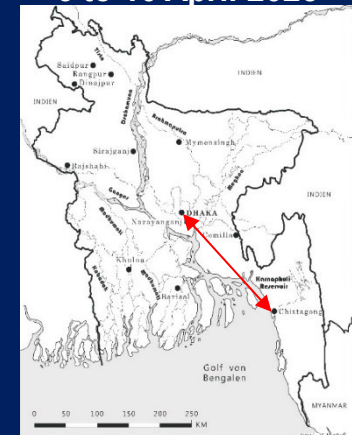 INDIEN
Tista
Saidpur
Rangpur
Dinajpur
Brahmaputra
Mymensingh
Sirajganj
Rajshahi
INDIEN
Ganges
Meghna
DHAKA
Narayanganj
Comilla
INDIEN
Khulna
Karnaphuli
Reservoir
Barisal
Chittagong
Golf von
Bengalen
MYANMAR
0 50 100 150 200 250
KM